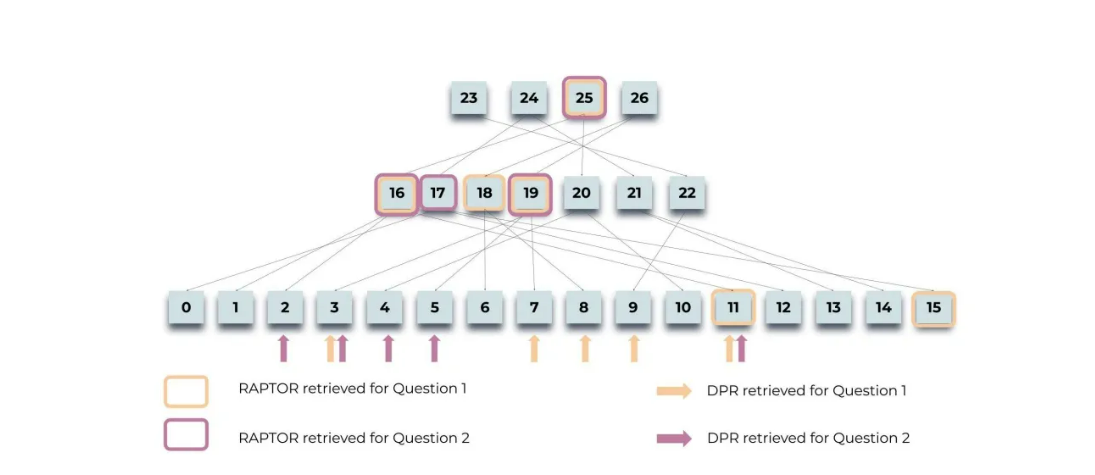 23 24 25 26
16 17 18 19 20 21 22
0 1 2 3 4 5 6 7 8 9 10 11 12 13 14 15
RAPTOR retrieved for Question 1 DPR retrieved for Question 1
RAPTOR retrieved for Question 2 DPR retrieved for Question 2